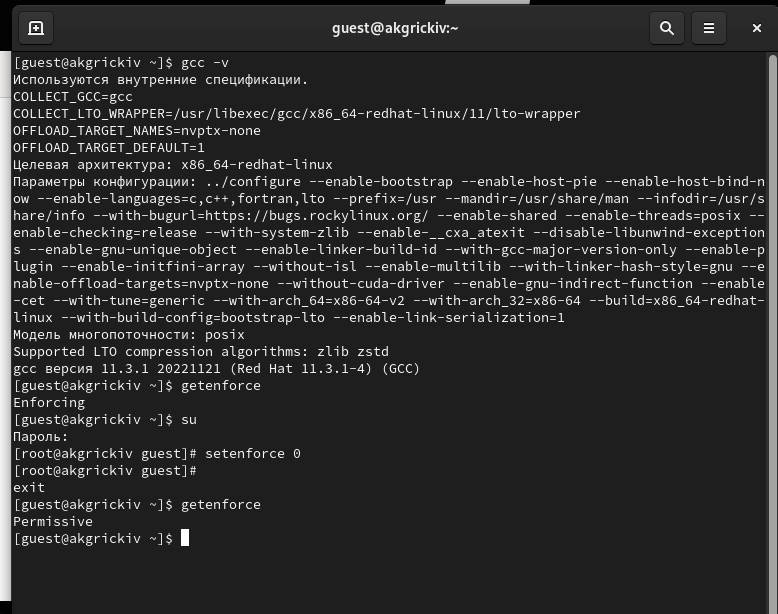 guest@akgrickiv:~
[guest@akgrickiv ~]$ gcc -v
Используются внутренние спецификации.
COLLECT_GCC=gcc
COLLECT_LTO_WRAPPER=/usr/libexec/gcc/x86_64-redhat-linux/11/lto-wrapper
OFFLOAD_TARGET_NAMES=nvptx-none
OFFLOAD_TARGET_DEFAULT=1
Целевая архитектура: x86_64-redhat-linux
Параметры конфигурации: ../configure --enable-bootstrap --enable-host-pie --enable-host-bind-n
ow --enable-languages=c,c++,fortran,lto --prefix=/usr --mandir=/usr/share/man --infodir=/usr/s
hare/info --with-bugurl=https://bugs.rockylinux.org/ --enable-shared --enable-threads=posix --
enable-checking=release --with-system-zlib --enable-__cxa_atexit --disable-libunwind-exception
s --enable-gnu-unique-object --enable-linker-build-id --with-gcc-major-version-only --enable-p
lugin --enable-initfini-array --without-isl --enable-multilib --with-linker-hash-style=gnu --e
nable-offload-targets=nvptx-none --without-cuda-driver --enable-gnu-indirect-function --enable
-cet --with-tune=generic --with-arch_64=x86-64-v2 --with-arch_32=x86-64 --build=x86_64-redhat-
linux --with-build-config=bootstrap-lto --enable-link-serialization=1
Модель многопоточности: posix
Supported LTO compression algorithms: zlib zstd
gcc версия 11.3.1 20221121 (Red Hat 11.3.1-4) (GCC)
[guest@akgrickiv ~]$ getenforce
Enforcing
[guest@akgrickiv ~]$ su
Пароль:
[root@akgrickiv guest]# setenforce 0
[root@akgrickiv guest]#
exit
[guest@akgrickiv ~]$ getenforce
Permissive
[guest@akgrickiv ~]$